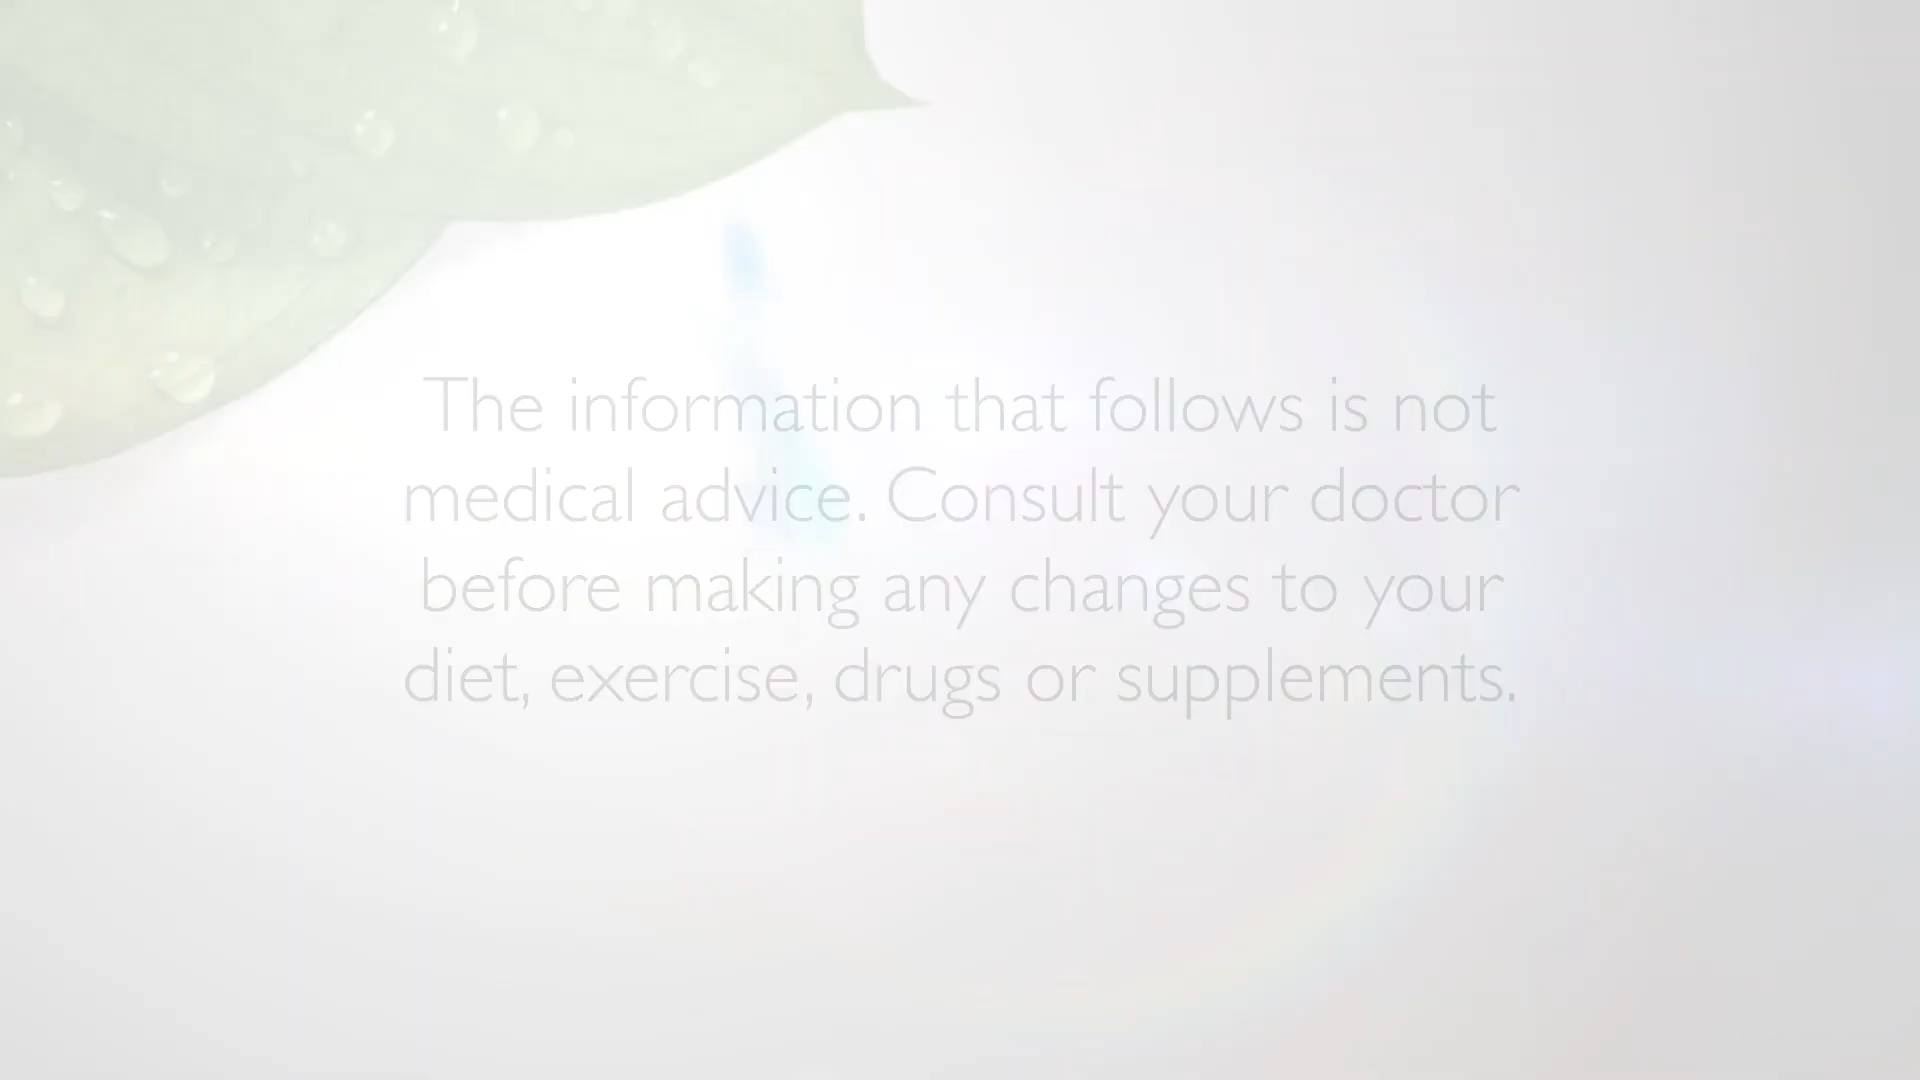 The information that follows is not
medical advice. Consult your doctor
before making any changes to your
diet, exercise, drugs or supplements.